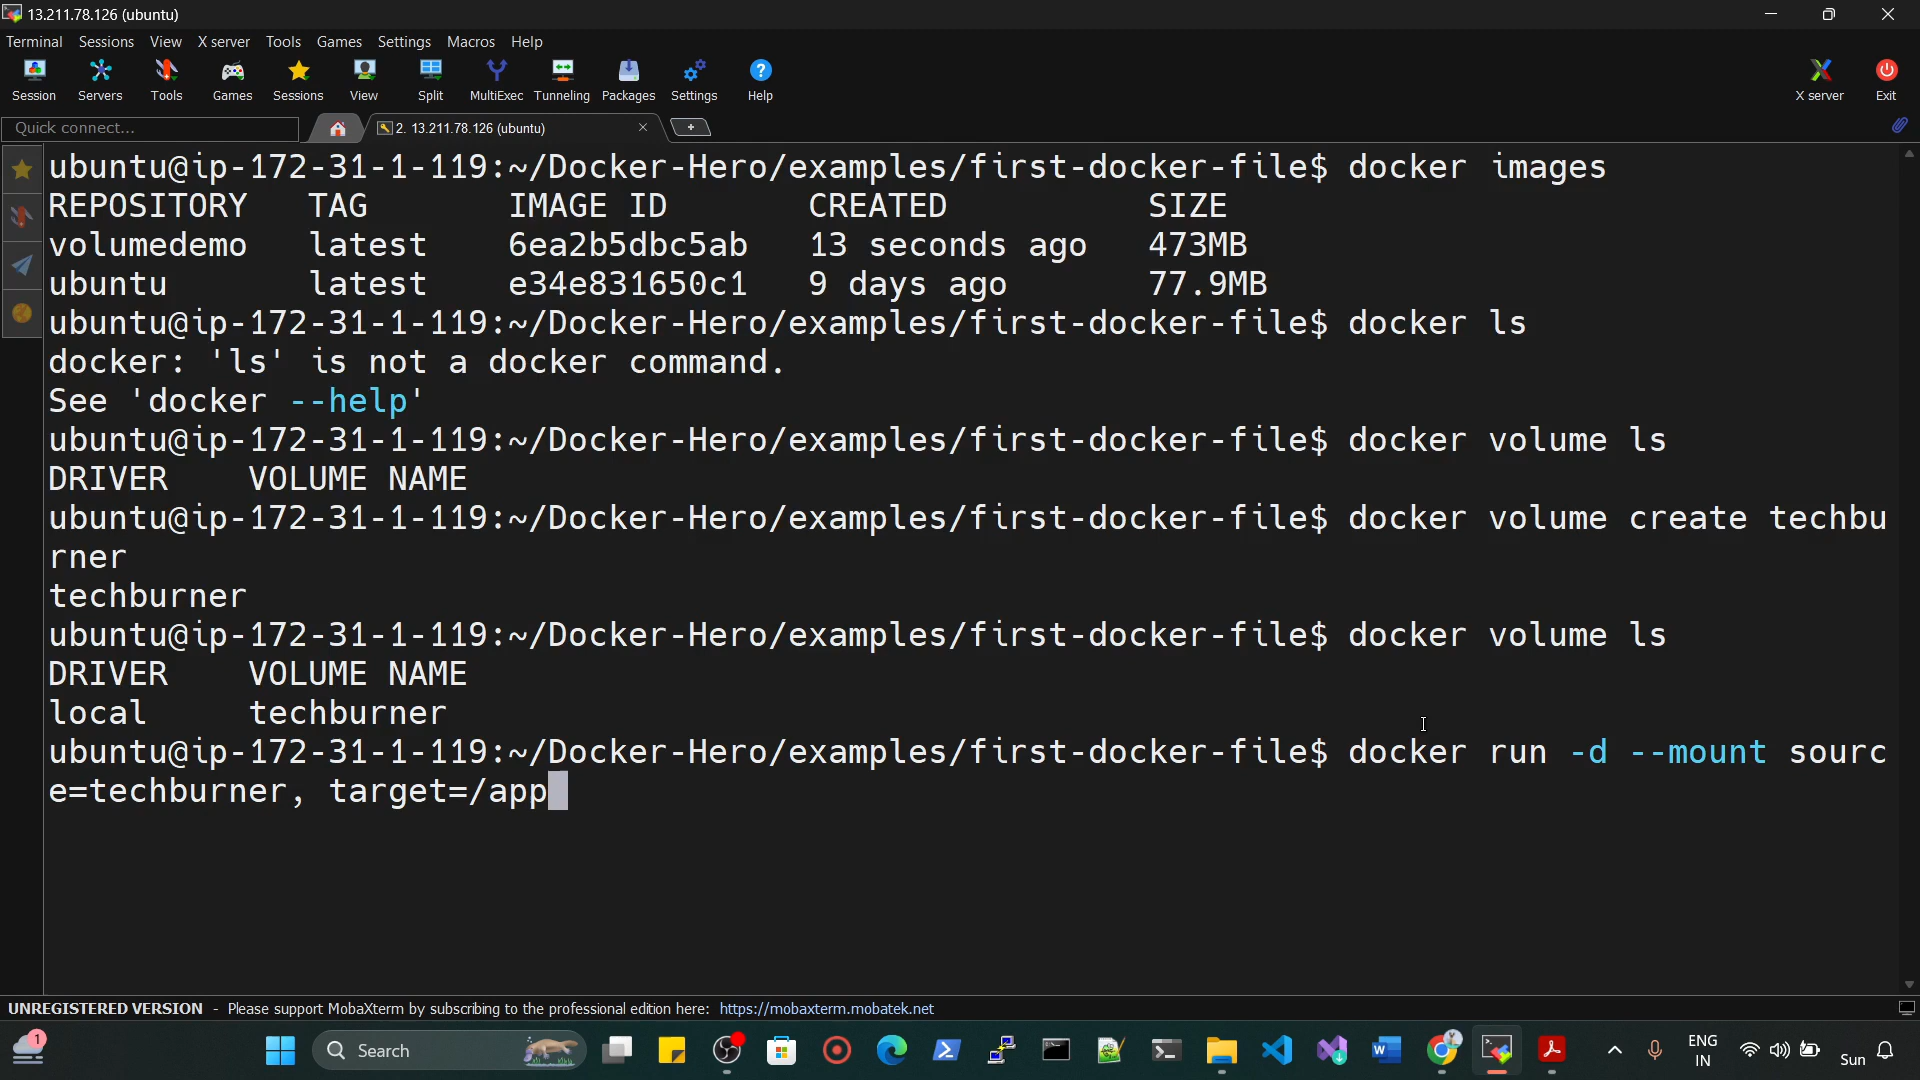 13.211.78.126 (ubuntu)
Terminal Sessions View X server Tools Games Settings Macros Help
Session Servers Tools Games Sessions View Split MultiExec Tunneling Packages Settings Help X server Exit
Quick connect... 2. 13.211.78.126 (ubuntu)
ubuntu@ip-172-31-1-119:~/Docker-Hero/examples/first-docker-file$ docker images
REPOSITORY TAG IMAGE ID CREATED SIZE
volumedemo latest 6ea2b5dbc5ab 13 seconds ago 473MB
ubuntu latest e34e831650c1 9 days ago 77.9MB
ubuntu@ip-172-31-1-119:~/Docker-Hero/examples/first-docker-file$ docker ls
docker: 'ls' is not a docker command.
See 'docker --help'
ubuntu@ip-172-31-1-119:~/Docker-Hero/examples/first-docker-file$ docker volume ls
DRIVER VOLUME NAME
ubuntu@ip-172-31-1-119:~/Docker-Hero/examples/first-docker-file$ docker volume create techbu
rner
techburner
ubuntu@ip-172-31-1-119:~/Docker-Hero/examples/first-docker-file$ docker volume ls
DRIVER VOLUME NAME
local techburner
ubuntu@ip-172-31-1-119:~/Docker-Hero/examples/first-docker-file$ docker run -d --mount sourc
e=techburner, target=/app
UNREGISTERED VERSION - Please support MobaXterm by subscribing to the professional edition here: https://mobaxterm.mobatek.net
1 Search ENG
IN Sun